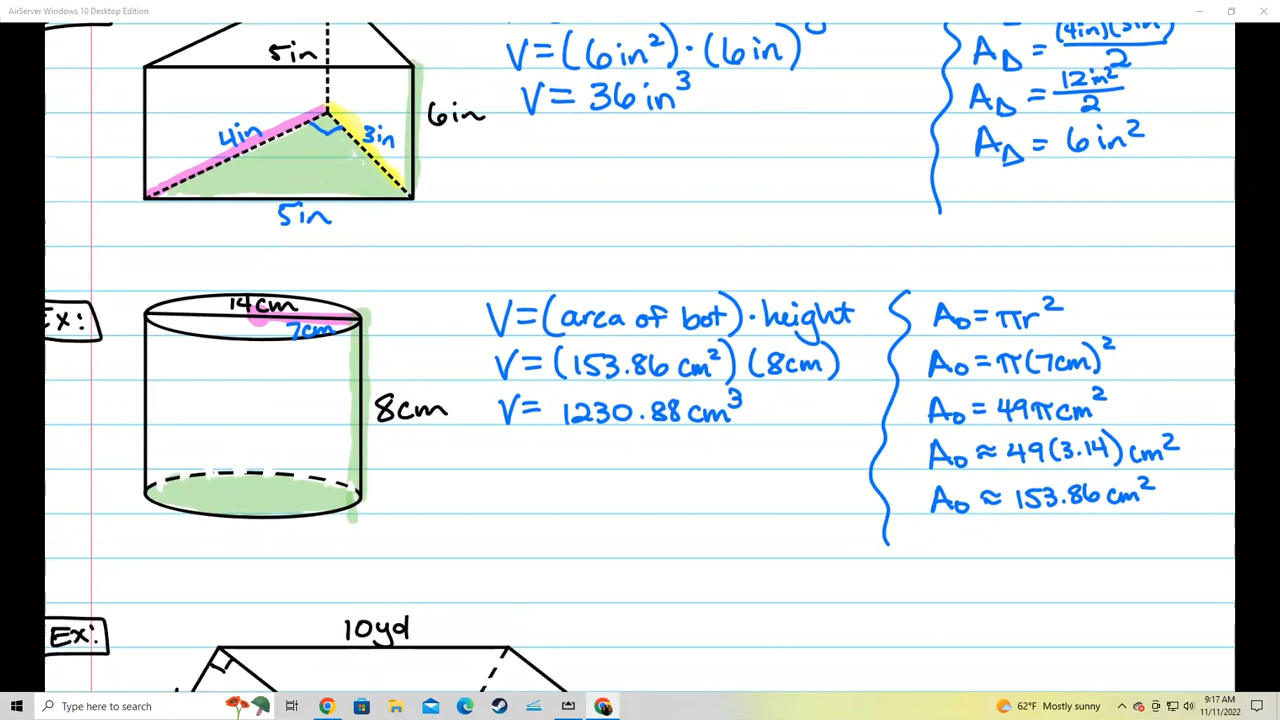 AirServer Windows 10 Desktop Edition
5in
4in
3in
6in
5in
V = (6in²) · (6in)
V = 36in³
(4in)(3in)
A△ = 2
A△ = 12in²
2
A△ = 6in²
Ex:
14cm
7cm
8cm
V = (area of bot) · height
V = (153.86 cm²) (8cm)
V = 1230.88 cm³
A○ = πr²
A○ = π(7cm)²
A○ = 49πcm²
A○ ≈ 49(3.14) cm²
A○ ≈ 153.86 cm²
Ex:
10yd
Type here to search
62°F Mostly sunny
9:17 AM
11/11/2022